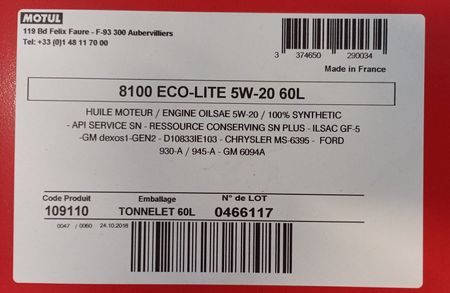 MOTUL
119 Bd Felix Faure - F-93 300 Aubervilliers
Tel: +33 (0)1 48 11 70 00
3 374650 290034
Made in France
8100 ECO-LITE 5W-20 60L
HUILE MOTEUR / ENGINE OILSAE 5W-20 / 100% SYNTHETIC
- API SERVICE SN - RESSOURCE CONSERVING SN PLUS - ILSAC GF-5
-GM dexos1-GEN2 - D10833IE103 - CHRYSLER MS-6395 - FORD
930-A / 945-A - GM 6094A
Code Produit Emballage N° de LOT
109110 TONNELET 60L 0466117
0047 / 0060 24.10.2018